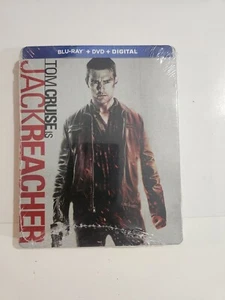 BLU-RAY + DVD + DIGITAL
TOM CRUISE IS
JACK REACHER